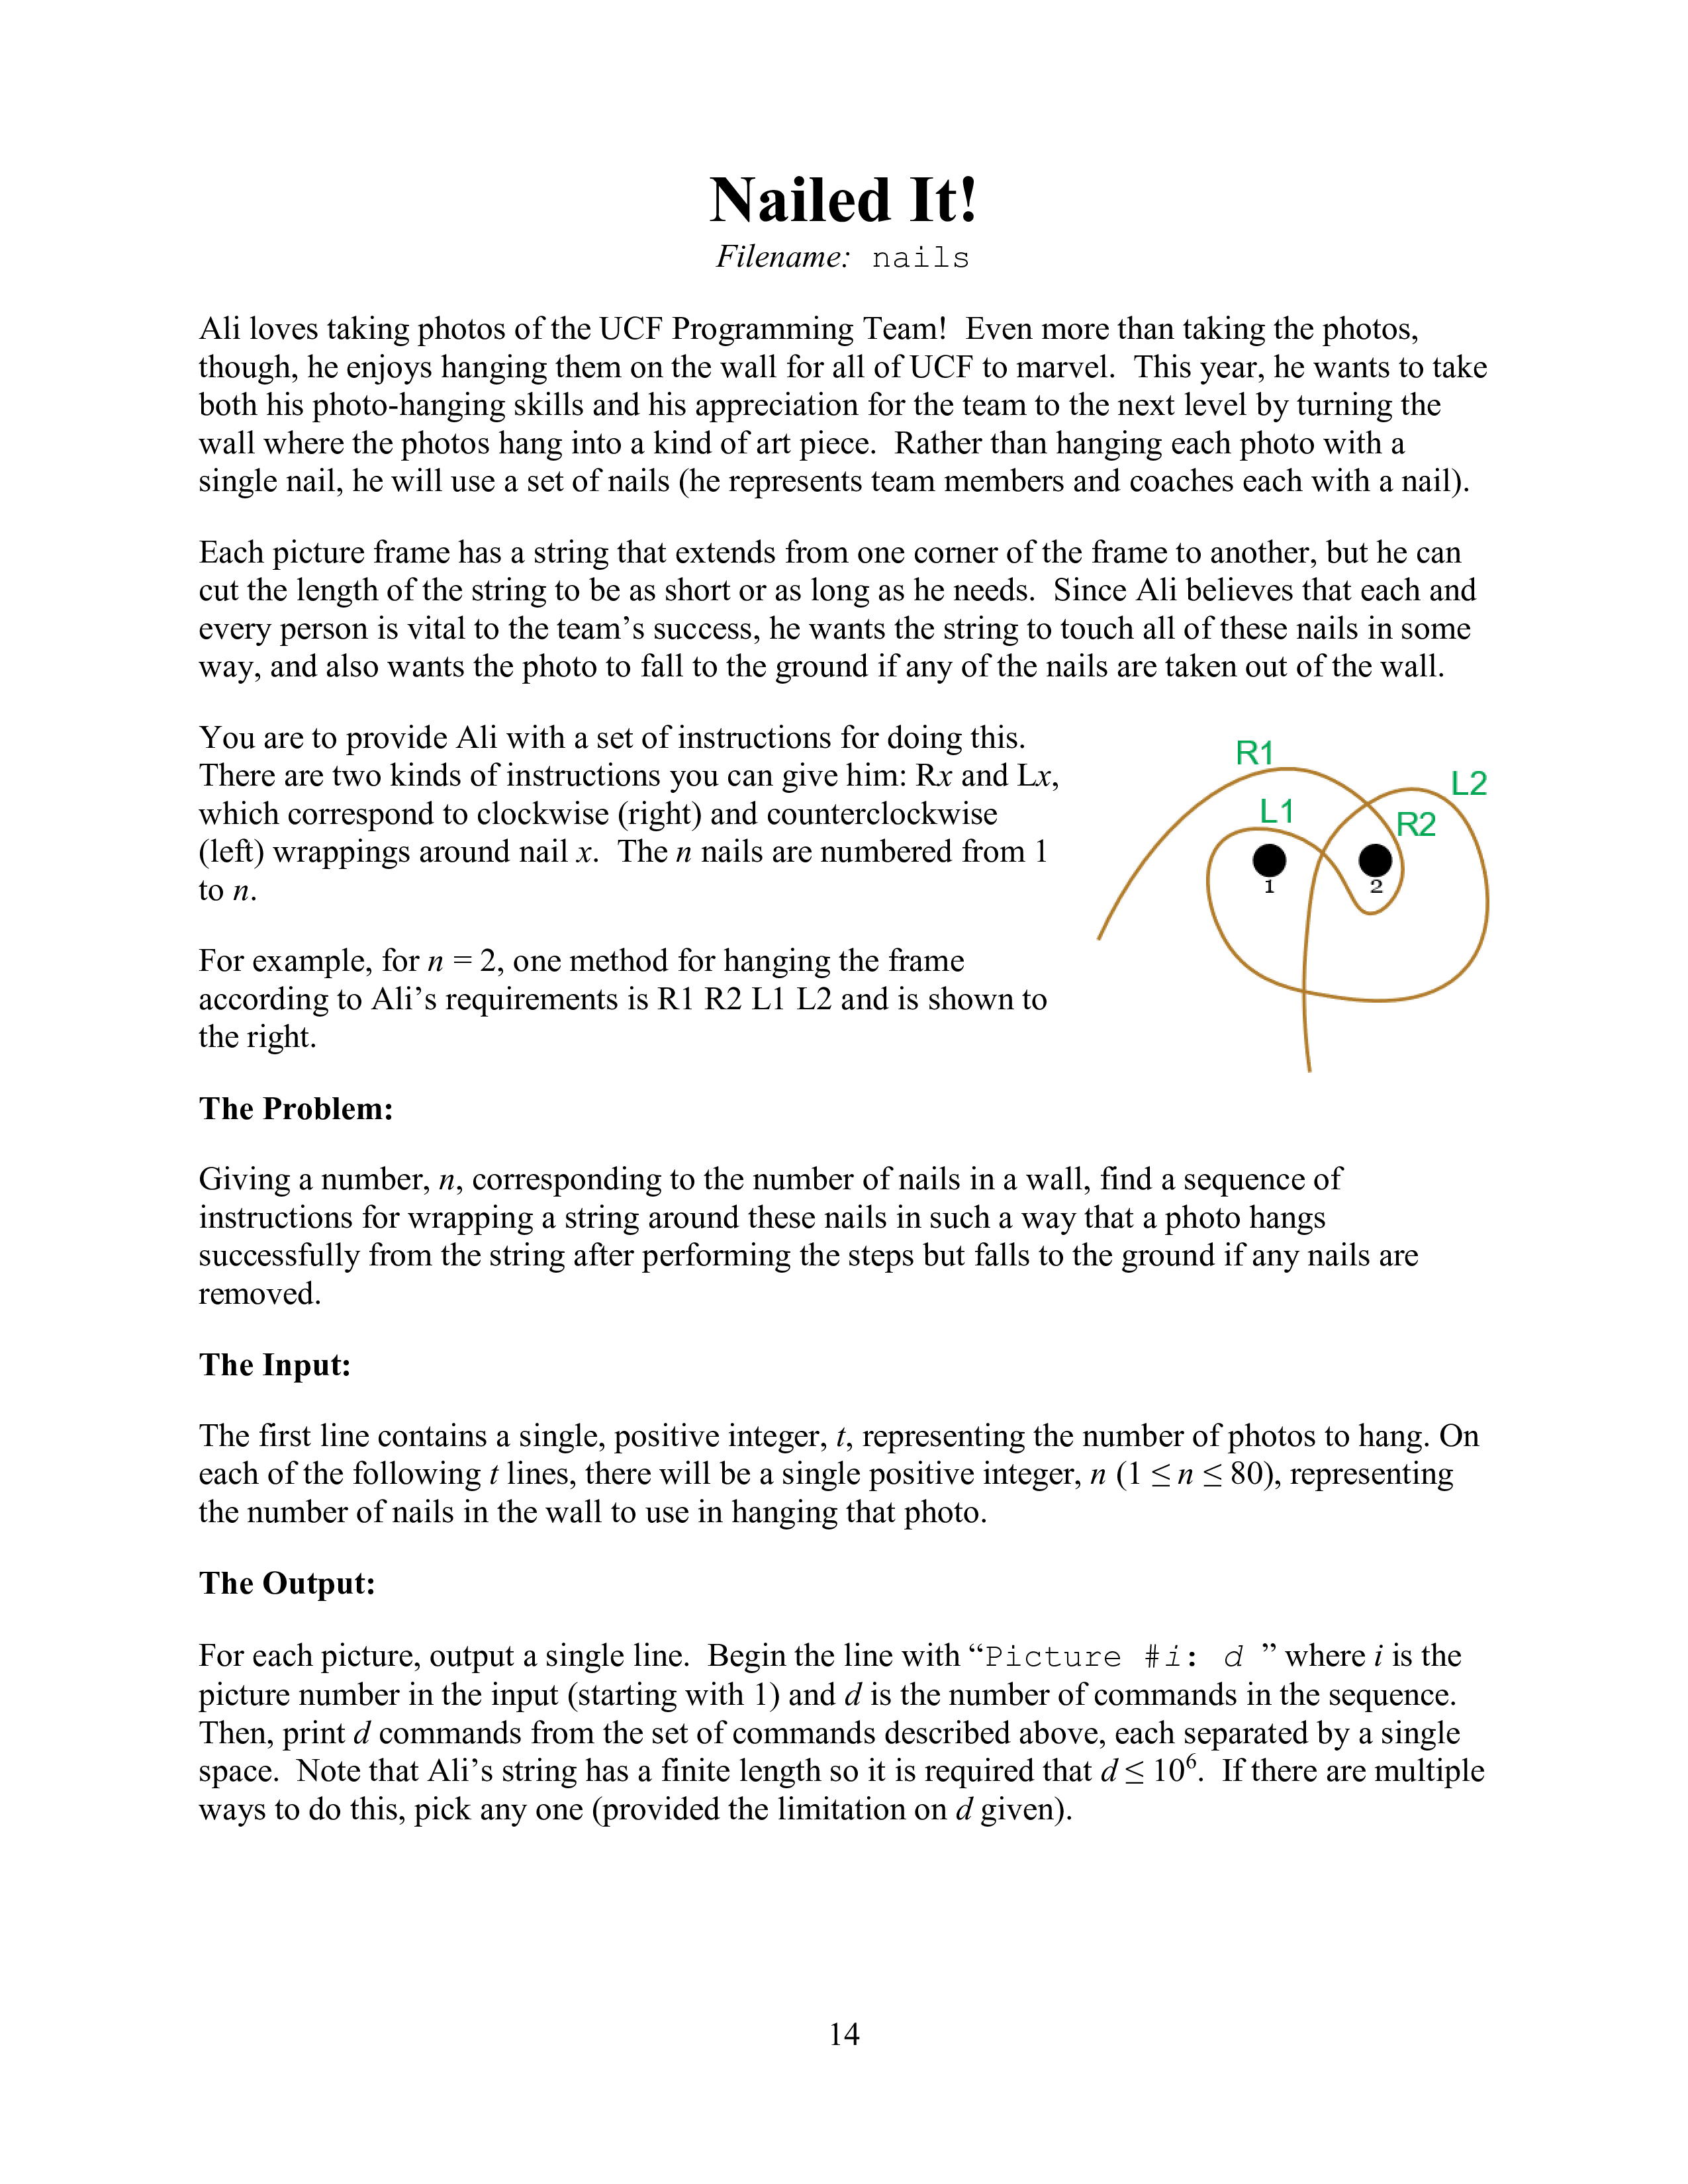 Nailed It!
Filename: nails
Ali loves taking photos of the UCF Programming Team! Even more than taking the photos,
though, he enjoys hanging them on the wall for all of UCF to marvel. This year, he wants to take
both his photo-hanging skills and his appreciation for the team to the next level by turning the
wall where the photos hang into a kind of art piece. Rather than hanging each photo with a
single nail, he will use a set of nails (he represents team members and coaches each with a nail).
Each picture frame has a string that extends from one corner of the frame to another, but he can
cut the length of the string to be as short or as long as he needs. Since Ali believes that each and
every person is vital to the team’s success, he wants the string to touch all of these nails in some
way, and also wants the photo to fall to the ground if any of the nails are taken out of the wall.
You are to provide Ali with a set of instructions for doing this.
There are two kinds of instructions you can give him: Rx and Lx,
which correspond to clockwise (right) and counterclockwise
(left) wrappings around nail x. The n nails are numbered from 1
to n.
For example, for n = 2, one method for hanging the frame
according to Ali’s requirements is R1 R2 L1 L2 and is shown to
the right.
R1
L2
L1
R2
1
2
The Problem:
Giving a number, n, corresponding to the number of nails in a wall, find a sequence of
instructions for wrapping a string around these nails in such a way that a photo hangs
successfully from the string after performing the steps but falls to the ground if any nails are
removed.
The Input:
The first line contains a single, positive integer, t, representing the number of photos to hang. On
each of the following t lines, there will be a single positive integer, n (1 ≤ n ≤ 80), representing
the number of nails in the wall to use in hanging that photo.
The Output:
For each picture, output a single line. Begin the line with “Picture #i: d ” where i is the
picture number in the input (starting with 1) and d is the number of commands in the sequence.
Then, print d commands from the set of commands described above, each separated by a single
space. Note that Ali’s string has a finite length so it is required that d ≤ 10⁶. If there are multiple
ways to do this, pick any one (provided the limitation on d given).
14